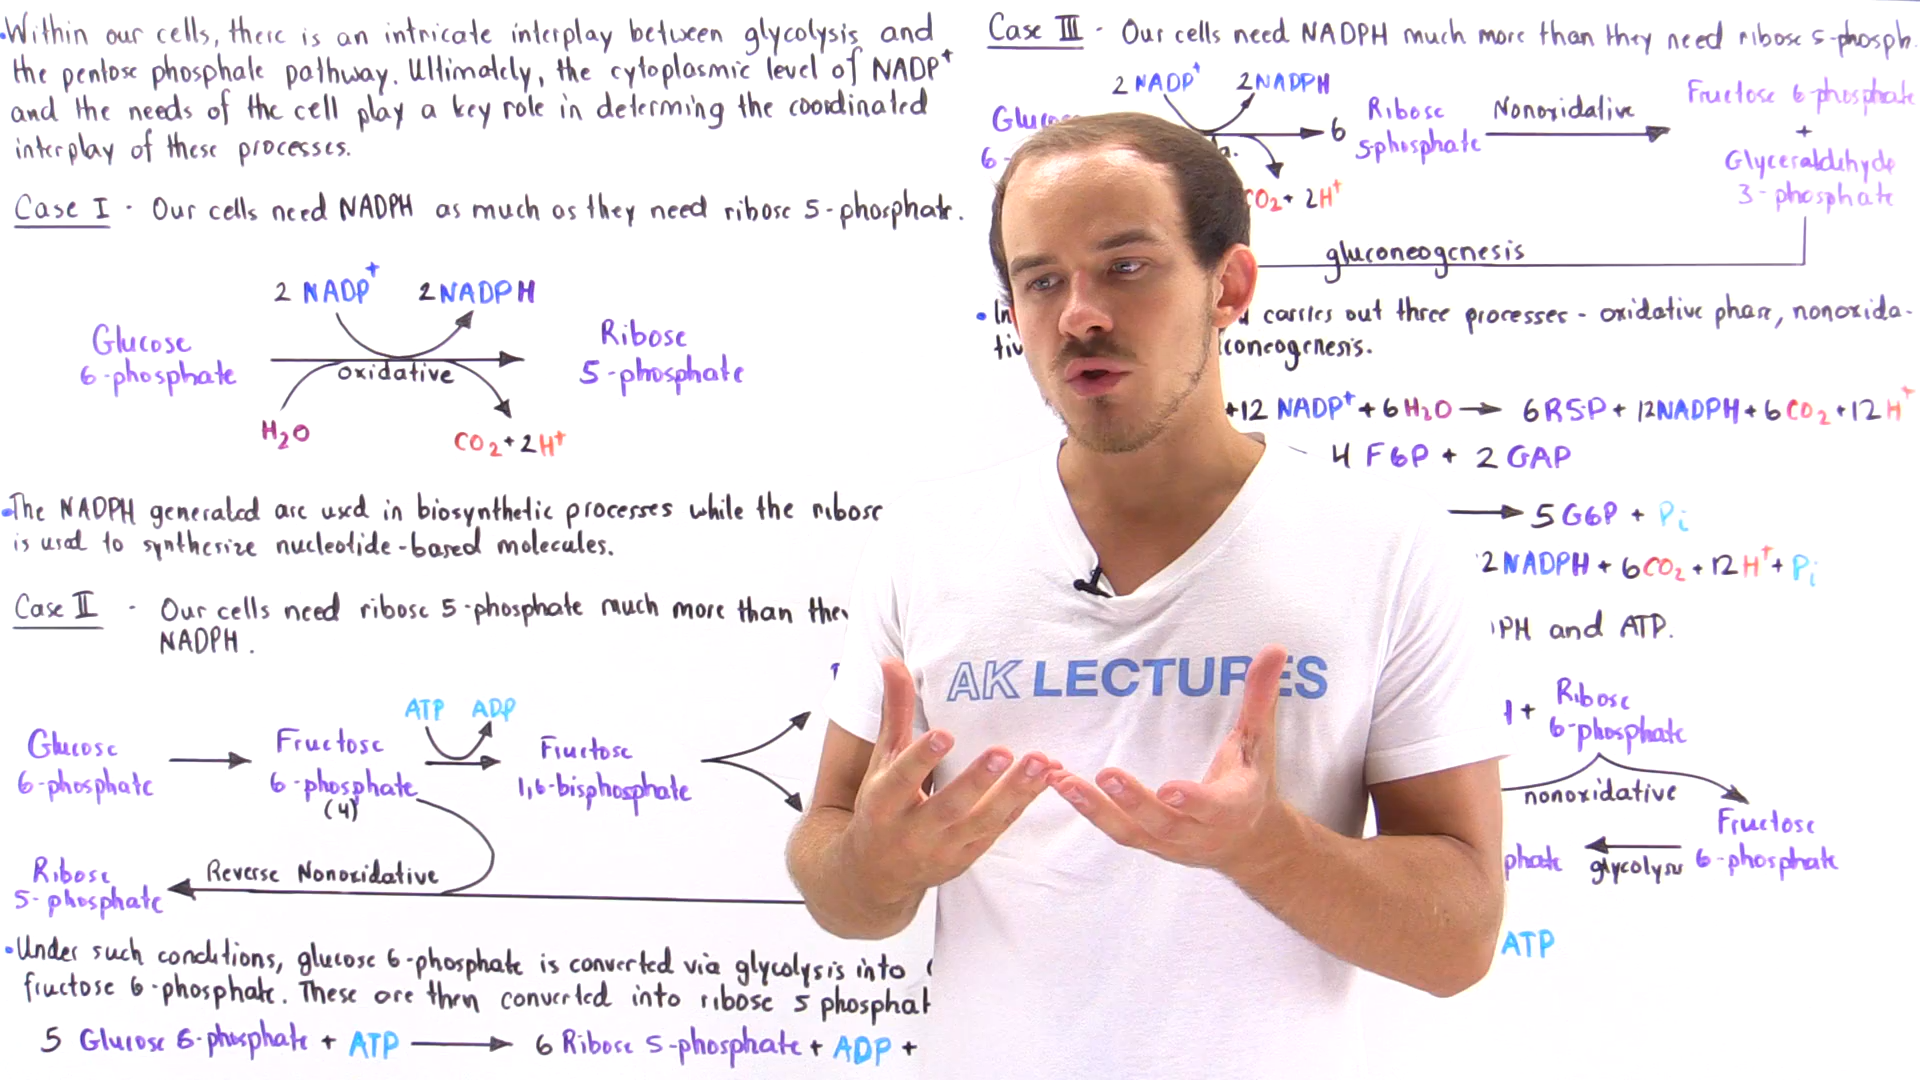 •Within our cells, there is an intricate interplay between glycolysis and
the pentose phosphate pathway. Ultimately, the cytoplasmic level of NADP⁺
and the needs of the cell play a key role in determing the coordinated
interplay of these processes.
Case I - Our cells need NADPH as much as they need ribose 5-phosphate.
2 NADP⁺ 2NADPH
Glucose 6-phosphate
oxidative
Ribose 5-phosphate
H₂O
CO₂+2H⁺
•The NADPH generated are used in biosynthetic processes while the ribose
is used to synthesize nucleotide-based molecules.
Case II - Our cells need ribose 5-phosphate much more than
NADPH.
ATP ADP
Glucose 6-phosphate
Fructose 6-phosphate
(4)
Fructose 1,6-bisphosphate
Reverse Nonoxidative
Ribose 5-phosphate
•Under such conditions, glucose 6-phosphate is converted via glycolysis into
fructose 6-phosphate. These are then converted into ribose 5 phosphat
5 Glucose 6-phosphate + ATP → 6 Ribose 5-phosphate + ADP +
Case III - Our cells need NADPH much more than they need ribose 5-phosph
2 NADP⁺ 2NADPH
6-
6 Ribose 5-phosphate
Nonoxidative
Fructose 6-phosphate
+
Glyceraldehyde
3-phosphate
CO₂+ 2H⁺
gluconeogenesis
• In carries out three processes - oxidative phase, nonoxida-
coneogenesis.
+12 NADP⁺ + 6H₂O → 6R5P + 12NADPH + 6CO₂ + 12H⁺
4 F6P + 2 GAP
→ 5G6P + Pi
2NADPH + 6CO₂ + 12H⁺ + Pi
PH and ATP.
+ Ribose 6-phosphate
nonoxidative
Fructose 6-phosphate
glycolysis
phate
ATP
AK LECTURES